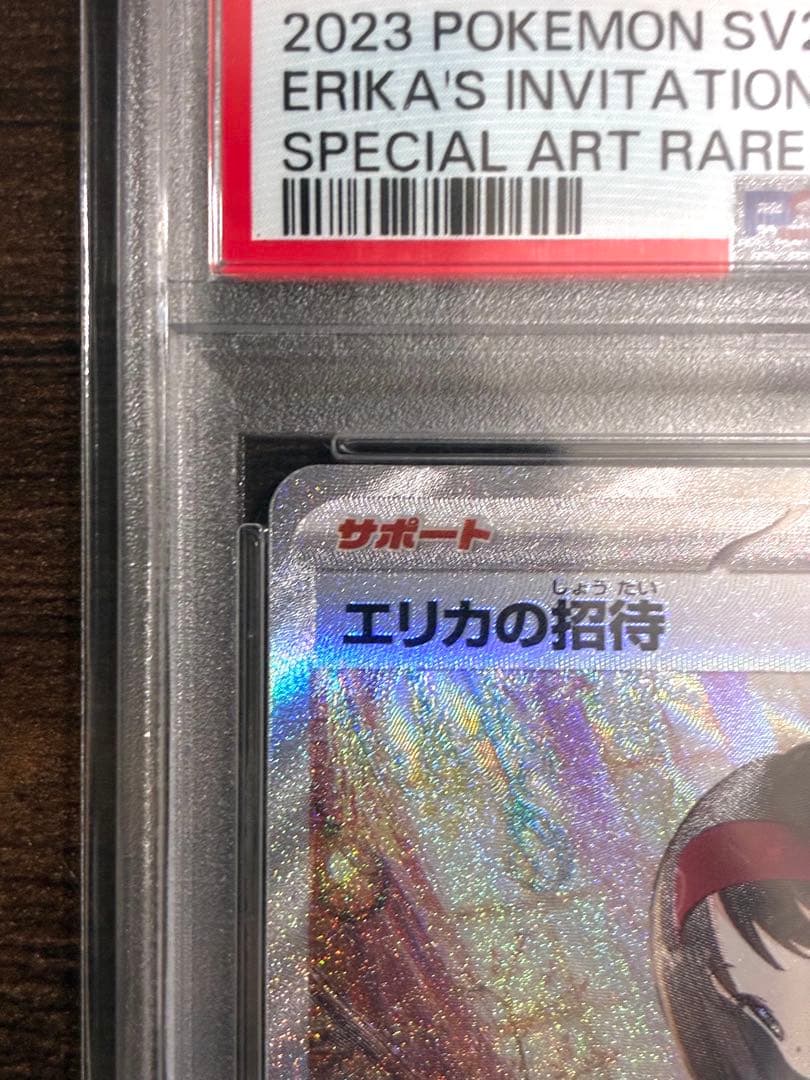 2023 POKEMON SV2
ERIKA'S INVITATION
SPECIAL ART RARE
サポート
しょうたい
エリカの招待